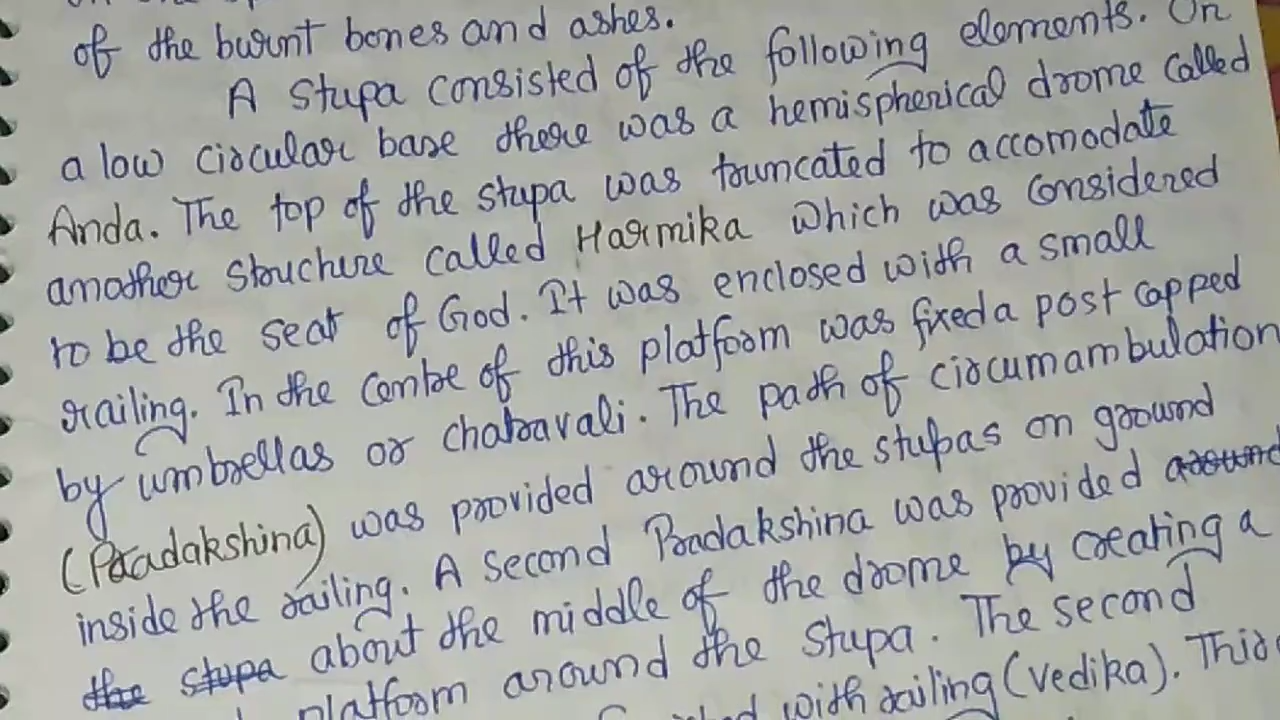 of the burnt bones and ashes.
A stupa consisted of the following elements. On
a low circular base there was a hemispherical drome called
Anda. The top of the stupa was truncated to accomodate
another structure called Harmika which was considered
to be the seat of God. It was enclosed with a small
railing. In the centre of this platform was fixed a post capped
by umbrellas or chatravali. The path of circumambulation
(Pradakshina) was provided around the stupas on ground
inside the railing. A second Pradakshina was provided around
the stupa about the middle of the drome by creating a
platform around the stupa. The second
with railing (vedika). This